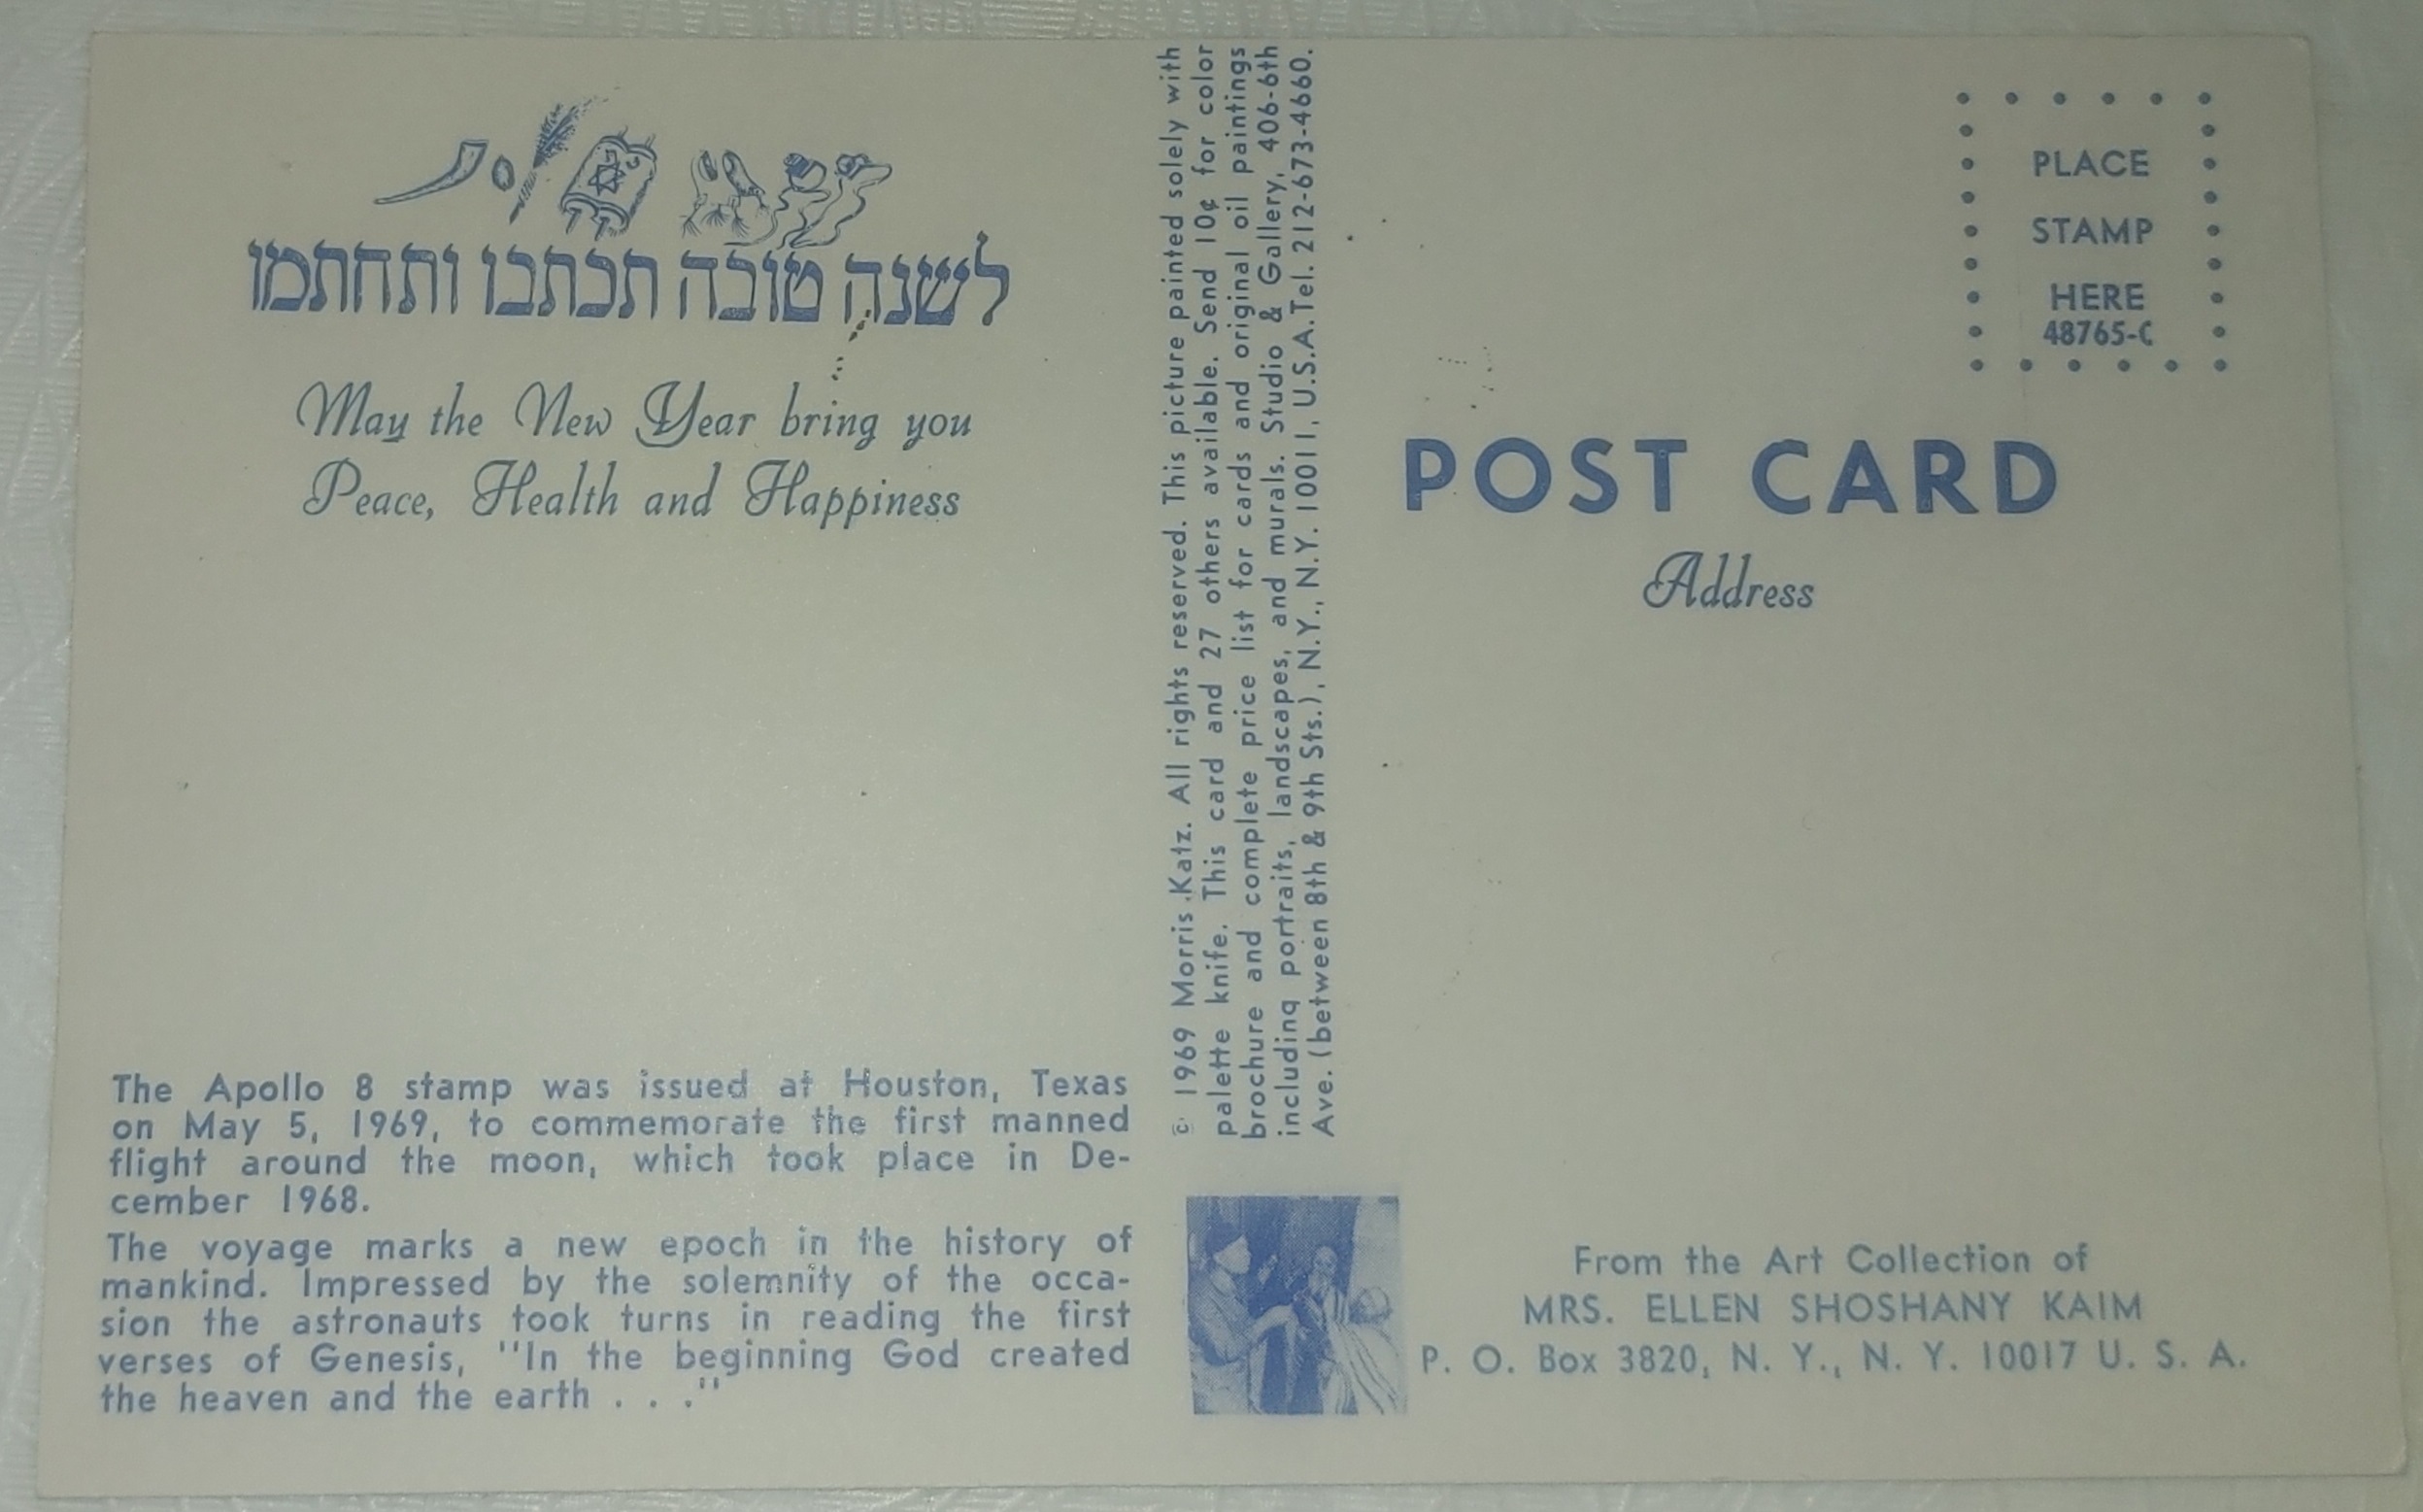 לשנה טובה תכתבו ותחתמו
May the New Year bring you
Peace, Health and Happiness
The Apollo 8 stamp was issued at Houston, Texas
on May 5, 1969, to commemorate the first manned
flight around the moon, which took place in De-
cember 1968.
The voyage marks a new epoch in the history of
mankind. Impressed by the solemnity of the occa-
sion the astronauts took turns in reading the first
verses of Genesis, "In the beginning God created
the heaven and the earth . . ."
© 1969 Morris Katz. All rights reserved. This picture painted solely with
palette knife. This card and 27 others available. Send 10¢ for color
brochure and complete price list for cards and original oil paintings
including portraits, landscapes, and murals. Studio & Gallery, 406-6th
Ave. (between 8th & 9th Sts.), N.Y., N.Y. 10011, U.S.A. Tel. 212-673-4660.
PLACE
STAMP
HERE
48765-C
POST CARD
Address
From the Art Collection of
MRS. ELLEN SHOSHANY KAIM
P. O. Box 3820, N. Y., N. Y. 10017 U. S. A.